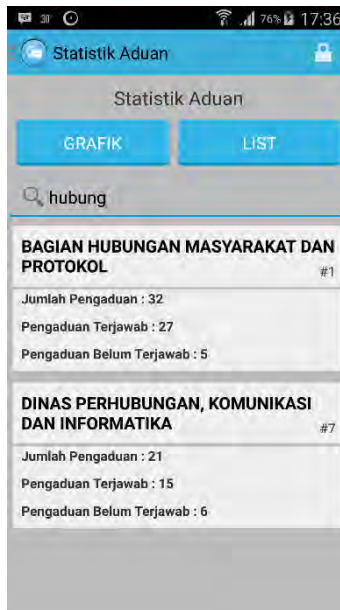 76% 17:36
Statistik Aduan
Statistik Aduan
GRAFIK LIST
hubung
BAGIAN HUBUNGAN MASYARAKAT DAN
PROTOKOL #1
Jumlah Pengaduan : 32
Pengaduan Terjawab : 27
Pengaduan Belum Terjawab : 5
DINAS PERHUBUNGAN, KOMUNIKASI
DAN INFORMATIKA #7
Jumlah Pengaduan : 21
Pengaduan Terjawab : 15
Pengaduan Belum Terjawab : 6